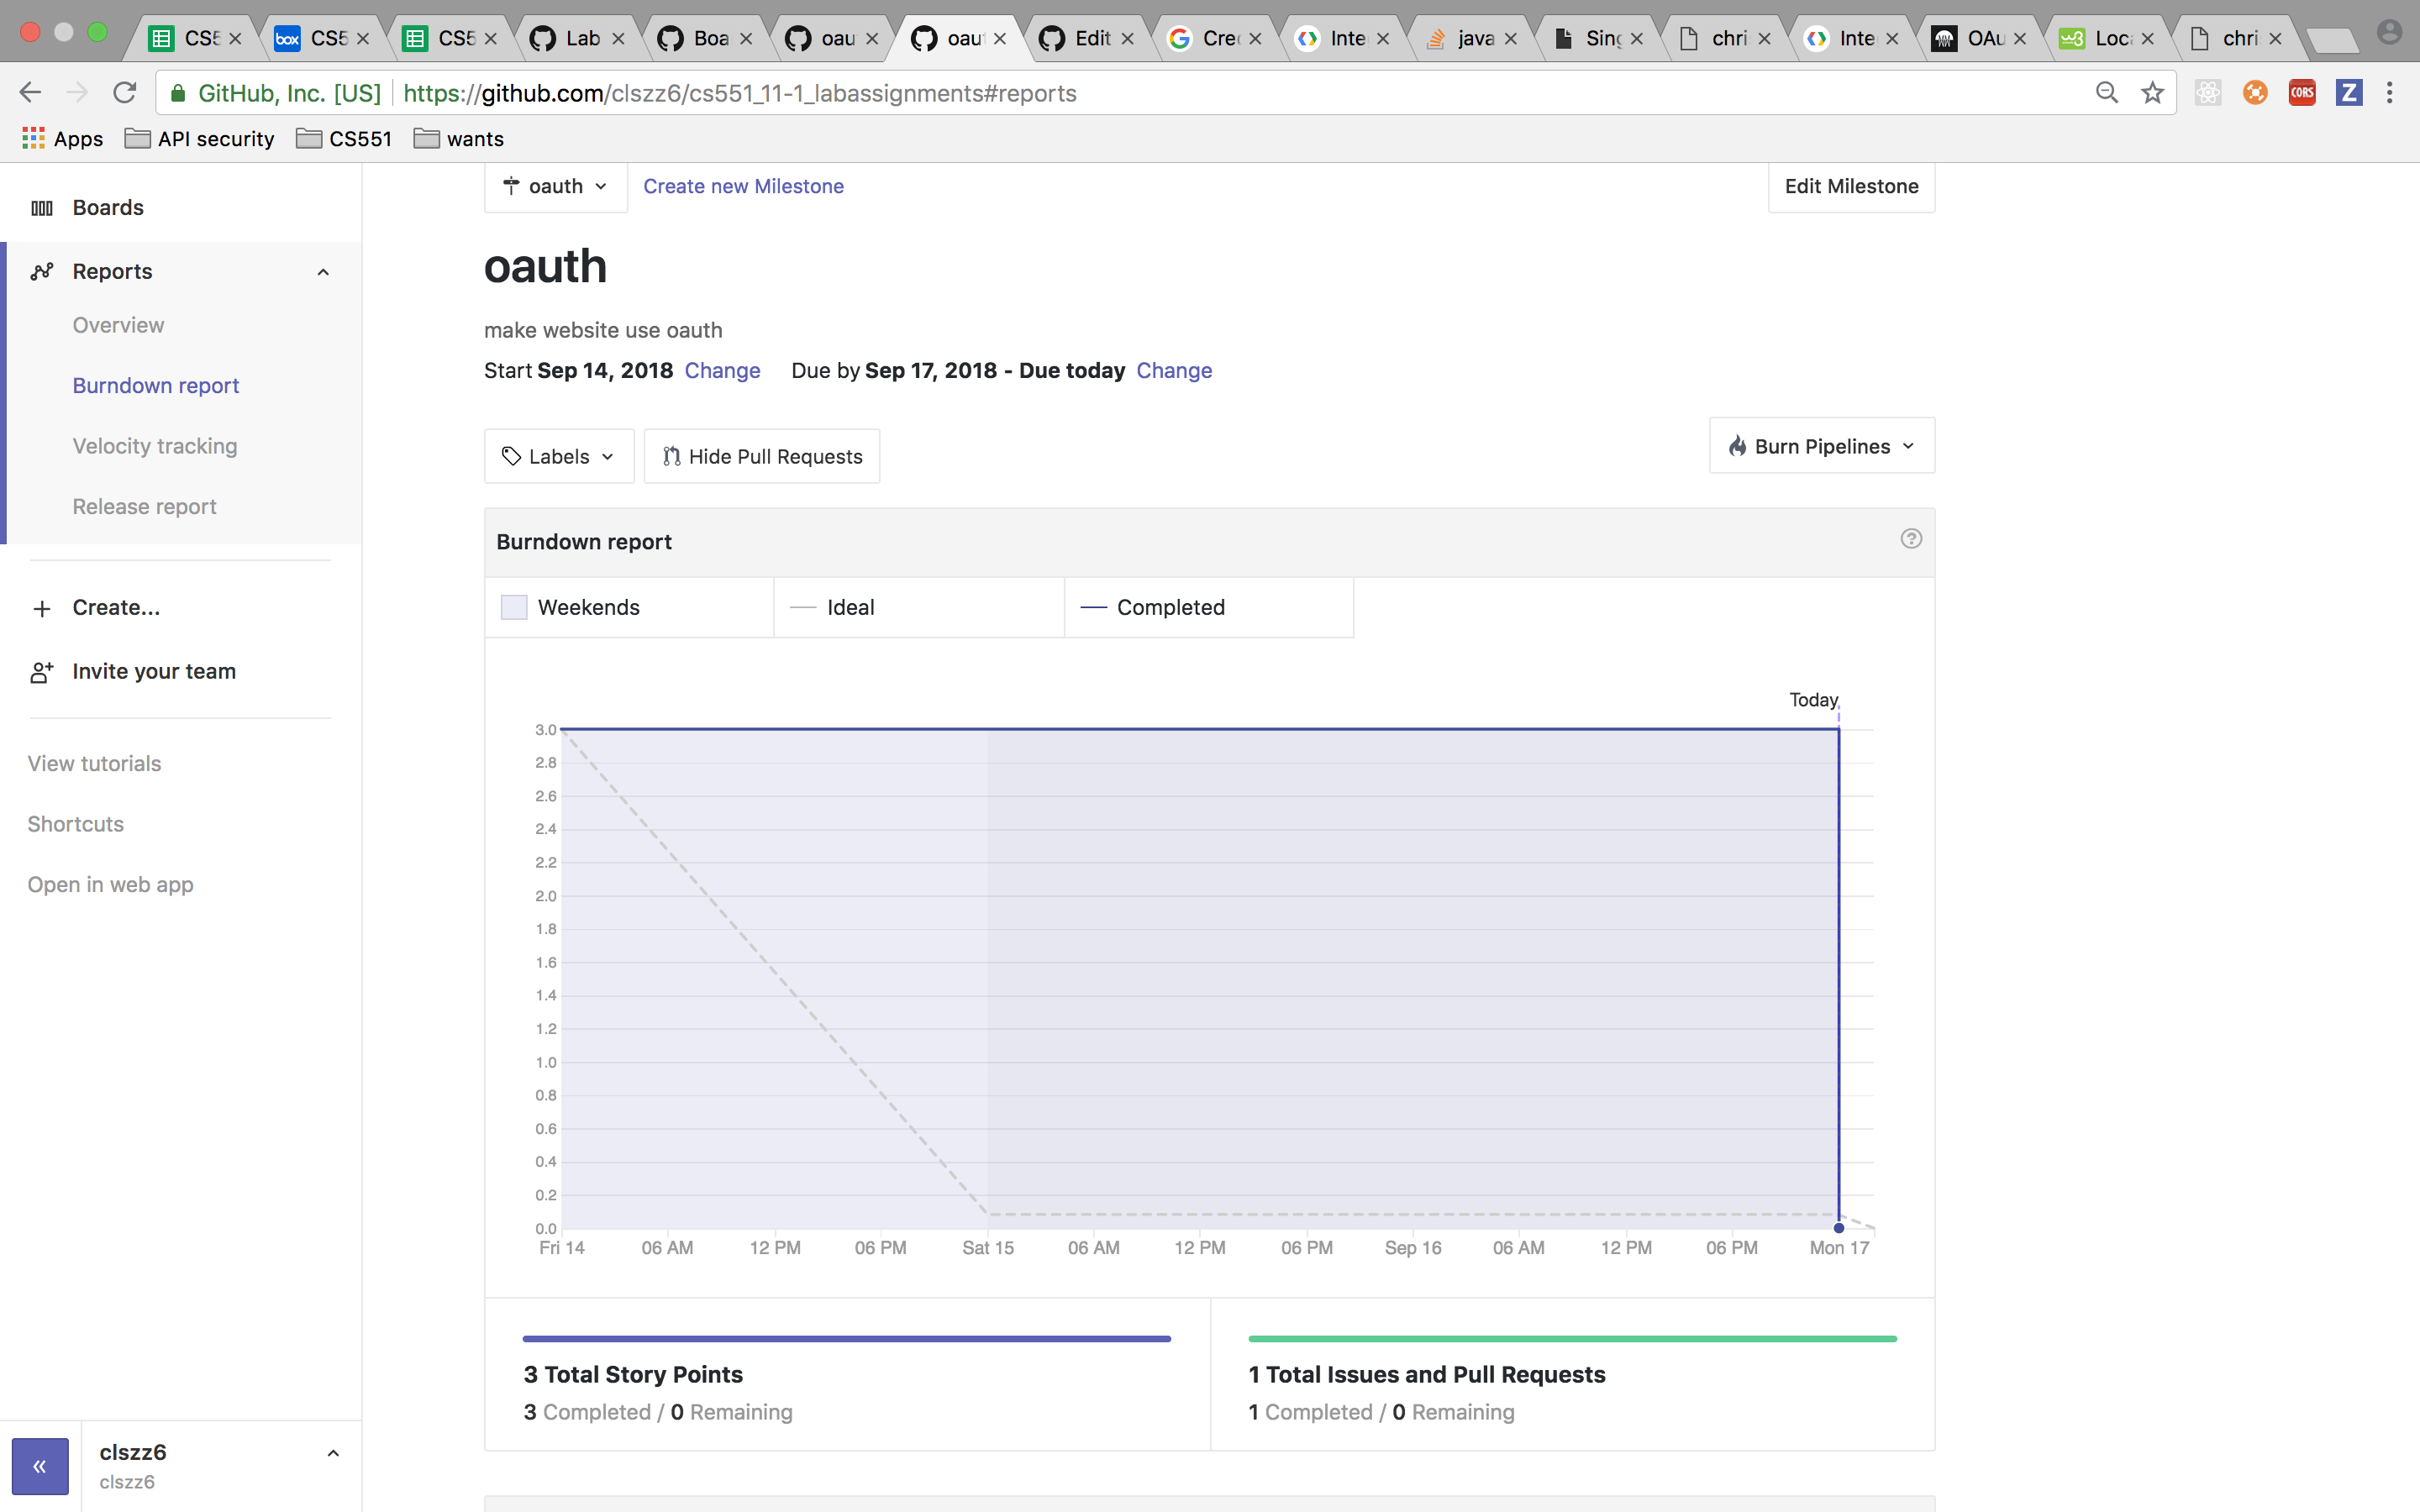 CS5 CS5 CS5 Lab Boa oau oau Edit Cre Inte java Sing chri Inte OAu Loc chri
GitHub, Inc. [US] https://github.com/clszz6/cs551_11-1_labassignments#reports
CORS Z
Apps API security CS551 wants
Boards
Reports
Overview
Burndown report
Velocity tracking
Release report
Create...
Invite your team
View tutorials
Shortcuts
Open in web app
clszz6
clszz6
oauth Create new Milestone Edit Milestone
oauth
make website use oauth
Start Sep 14, 2018 Change Due by Sep 17, 2018 - Due today Change
Labels Hide Pull Requests Burn Pipelines
Burndown report
Weekends Ideal Completed
Today
3.0
2.8
2.6
2.4
2.2
2.0
1.8
1.6
1.4
1.2
1.0
0.8
0.6
0.4
0.2
0.0
Fri 14 06 AM 12 PM 06 PM Sat 15 06 AM 12 PM 06 PM Sep 16 06 AM 12 PM 06 PM Mon 17
3 Total Story Points
3 Completed / 0 Remaining
1 Total Issues and Pull Requests
1 Completed / 0 Remaining